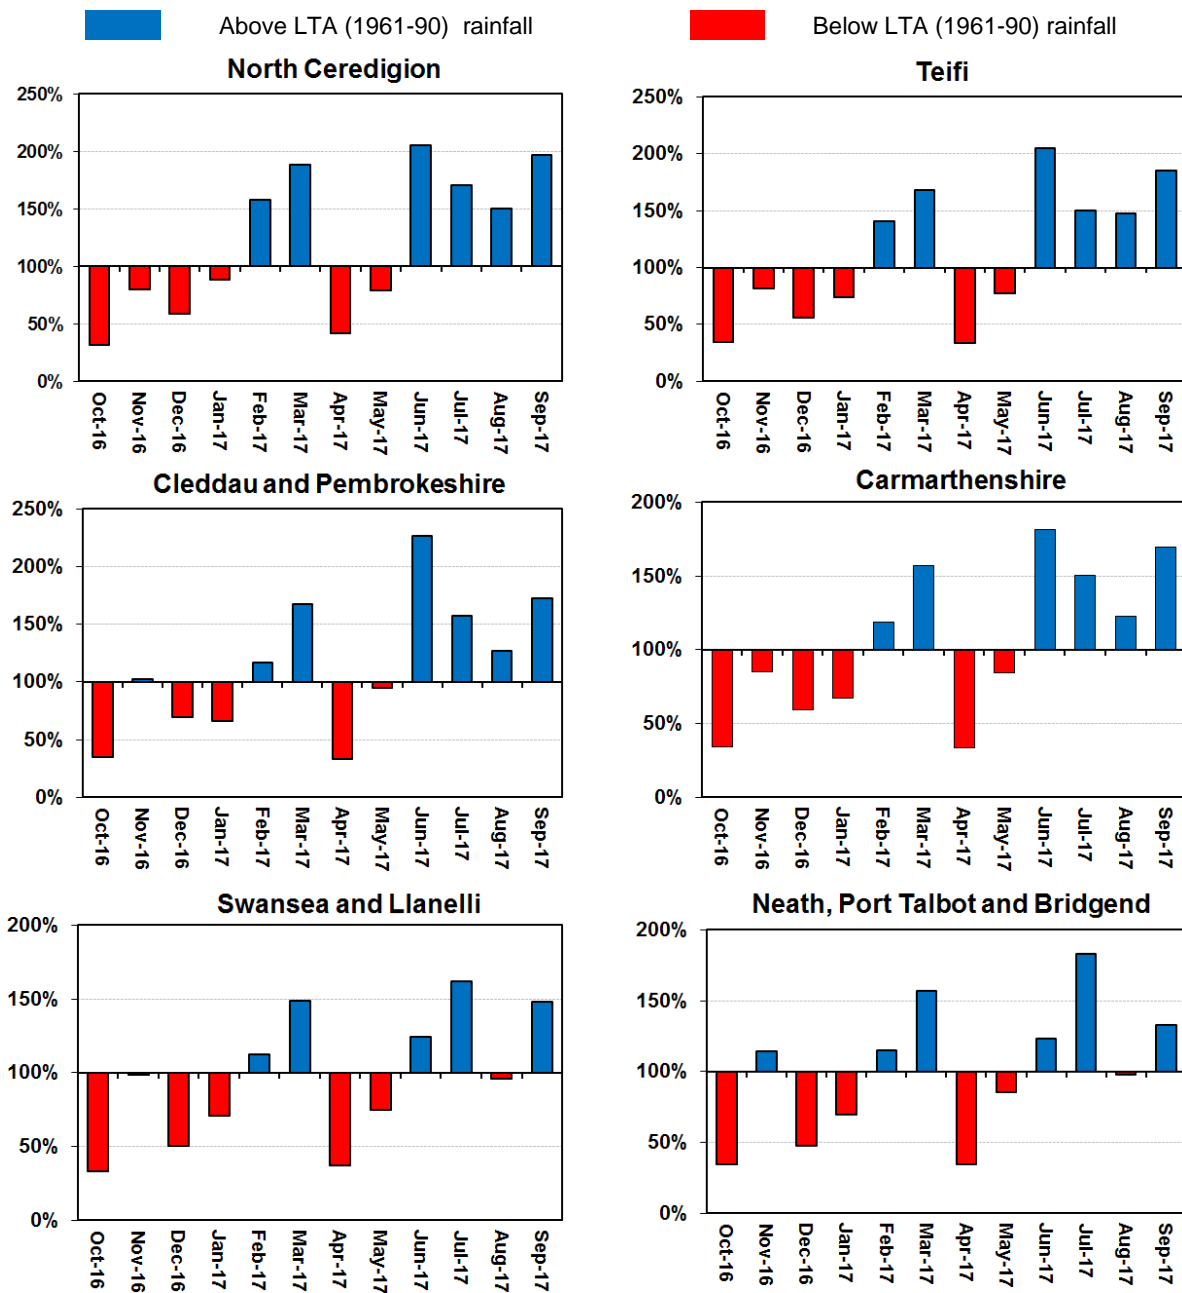 Above LTA (1961-90) rainfall
Below LTA (1961-90) rainfall
North Ceredigion
250%
200%
150%
100%
50%
0%
Oct-16
Nov-16
Dec-16
Jan-17
Feb-17
Mar-17
Apr-17
May-17
Jun-17
Jul-17
Aug-17
Sep-17
Teifi
250%
200%
150%
100%
50%
0%
Oct-16
Nov-16
Dec-16
Jan-17
Feb-17
Mar-17
Apr-17
May-17
Jun-17
Jul-17
Aug-17
Sep-17
Cleddau and Pembrokeshire
250%
200%
150%
100%
50%
0%
Oct-16
Nov-16
Dec-16
Jan-17
Feb-17
Mar-17
Apr-17
May-17
Jun-17
Jul-17
Aug-17
Sep-17
Carmarthenshire
200%
150%
100%
50%
0%
Oct-16
Nov-16
Dec-16
Jan-17
Feb-17
Mar-17
Apr-17
May-17
Jun-17
Jul-17
Aug-17
Sep-17
Swansea and Llanelli
200%
150%
100%
50%
0%
Oct-16
Nov-16
Dec-16
Jan-17
Feb-17
Mar-17
Apr-17
May-17
Jun-17
Jul-17
Aug-17
Sep-17
Neath, Port Talbot and Bridgend
200%
150%
100%
50%
0%
Oct-16
Nov-16
Dec-16
Jan-17
Feb-17
Mar-17
Apr-17
May-17
Jun-17
Jul-17
Aug-17
Sep-17